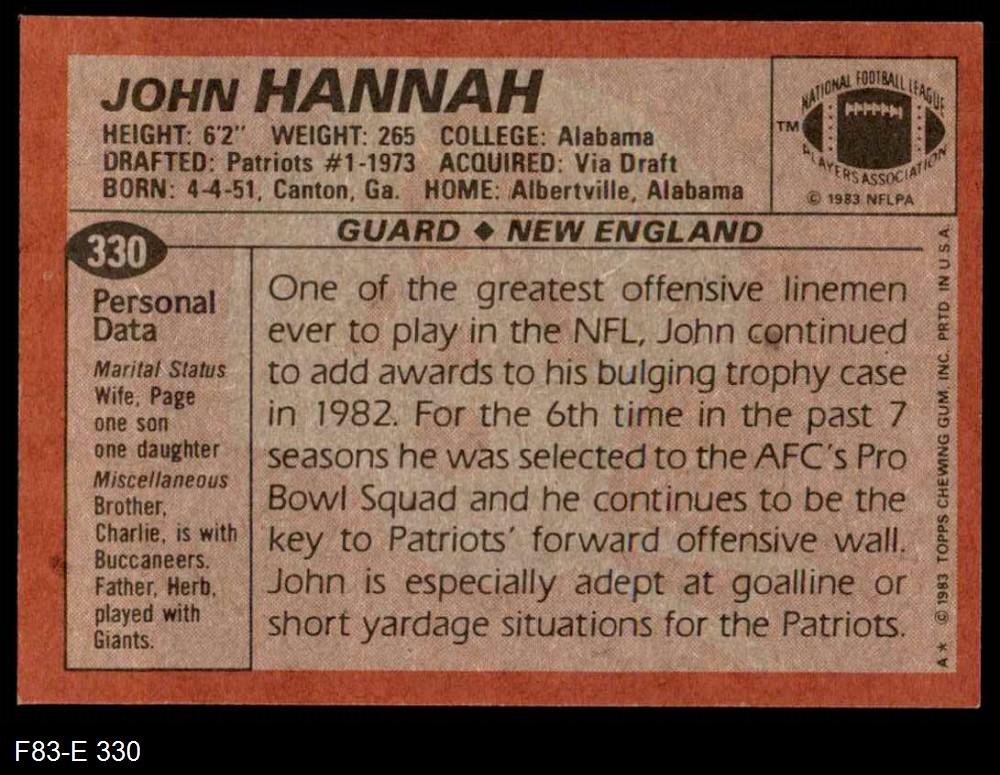 JOHN HANNAH
HEIGHT: 6'2" WEIGHT: 265 COLLEGE: Alabama
DRAFTED: Patriots #1-1973 ACQUIRED: Via Draft
BORN: 4-4-51, Canton, Ga. HOME: Albertville, Alabama
NATIONAL FOOTBALL LEAGUE
TM
PLAYERS ASSOCIATION
© 1983 NFLPA
330
GUARD ◆ NEW ENGLAND
Personal
Data
Marital Status
Wife, Page
one son
one daughter
Miscellaneous
Brother,
Charlie, is with
Buccaneers.
Father, Herb,
played with
Giants.
One of the greatest offensive linemen
ever to play in the NFL, John continued
to add awards to his bulging trophy case
in 1982. For the 6th time in the past 7
seasons he was selected to the AFC's Pro
Bowl Squad and he continues to be the
key to Patriots' forward offensive wall.
John is especially adept at goalline or
short yardage situations for the Patriots.
A* © 1983 TOPPS CHEWING GUM, INC. PRTD IN U.S.A.
F83-E 330